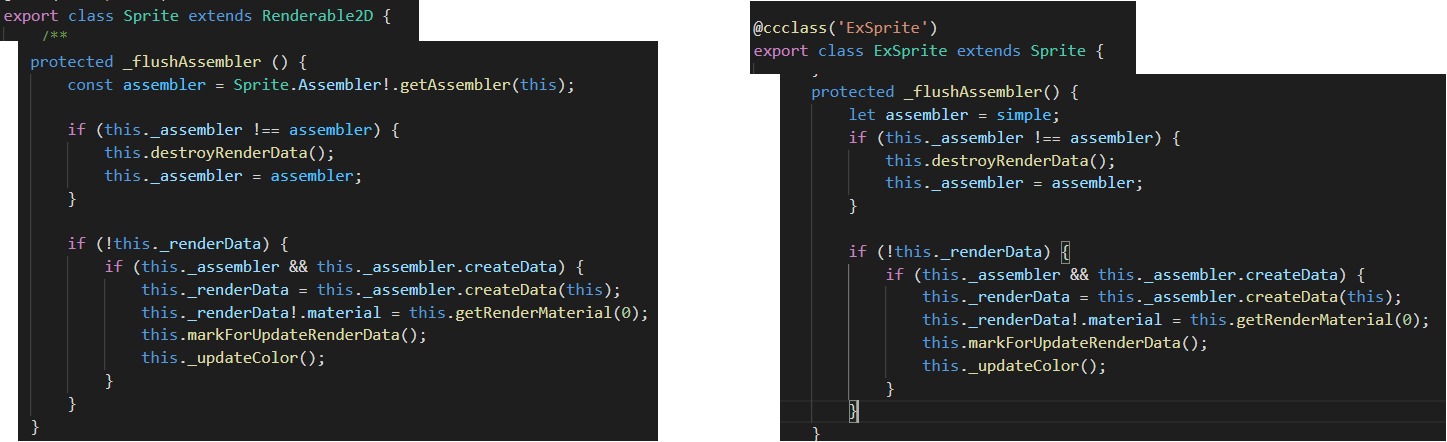 export class Sprite extends Renderable2D {
/**
protected _flushAssembler () {
const assembler = Sprite.Assembler!.getAssembler(this);
if (this._assembler !== assembler) {
this.destroyRenderData();
this._assembler = assembler;
}
if (!this._renderData) {
if (this._assembler && this._assembler.createData) {
this._renderData = this._assembler.createData(this);
this._renderData!.material = this.getRenderMaterial(0);
this.markForUpdateRenderData();
this._updateColor();
}
}
}
@ccclass('ExSprite')
export class ExSprite extends Sprite {
protected _flushAssembler() {
let assembler = simple;
if (this._assembler !== assembler) {
this.destroyRenderData();
this._assembler = assembler;
}
if (!this._renderData) {
if (this._assembler && this._assembler.createData) {
this._renderData = this._assembler.createData(this);
this._renderData!.material = this.getRenderMaterial(0);
this.markForUpdateRenderData();
this._updateColor();
}
}
}